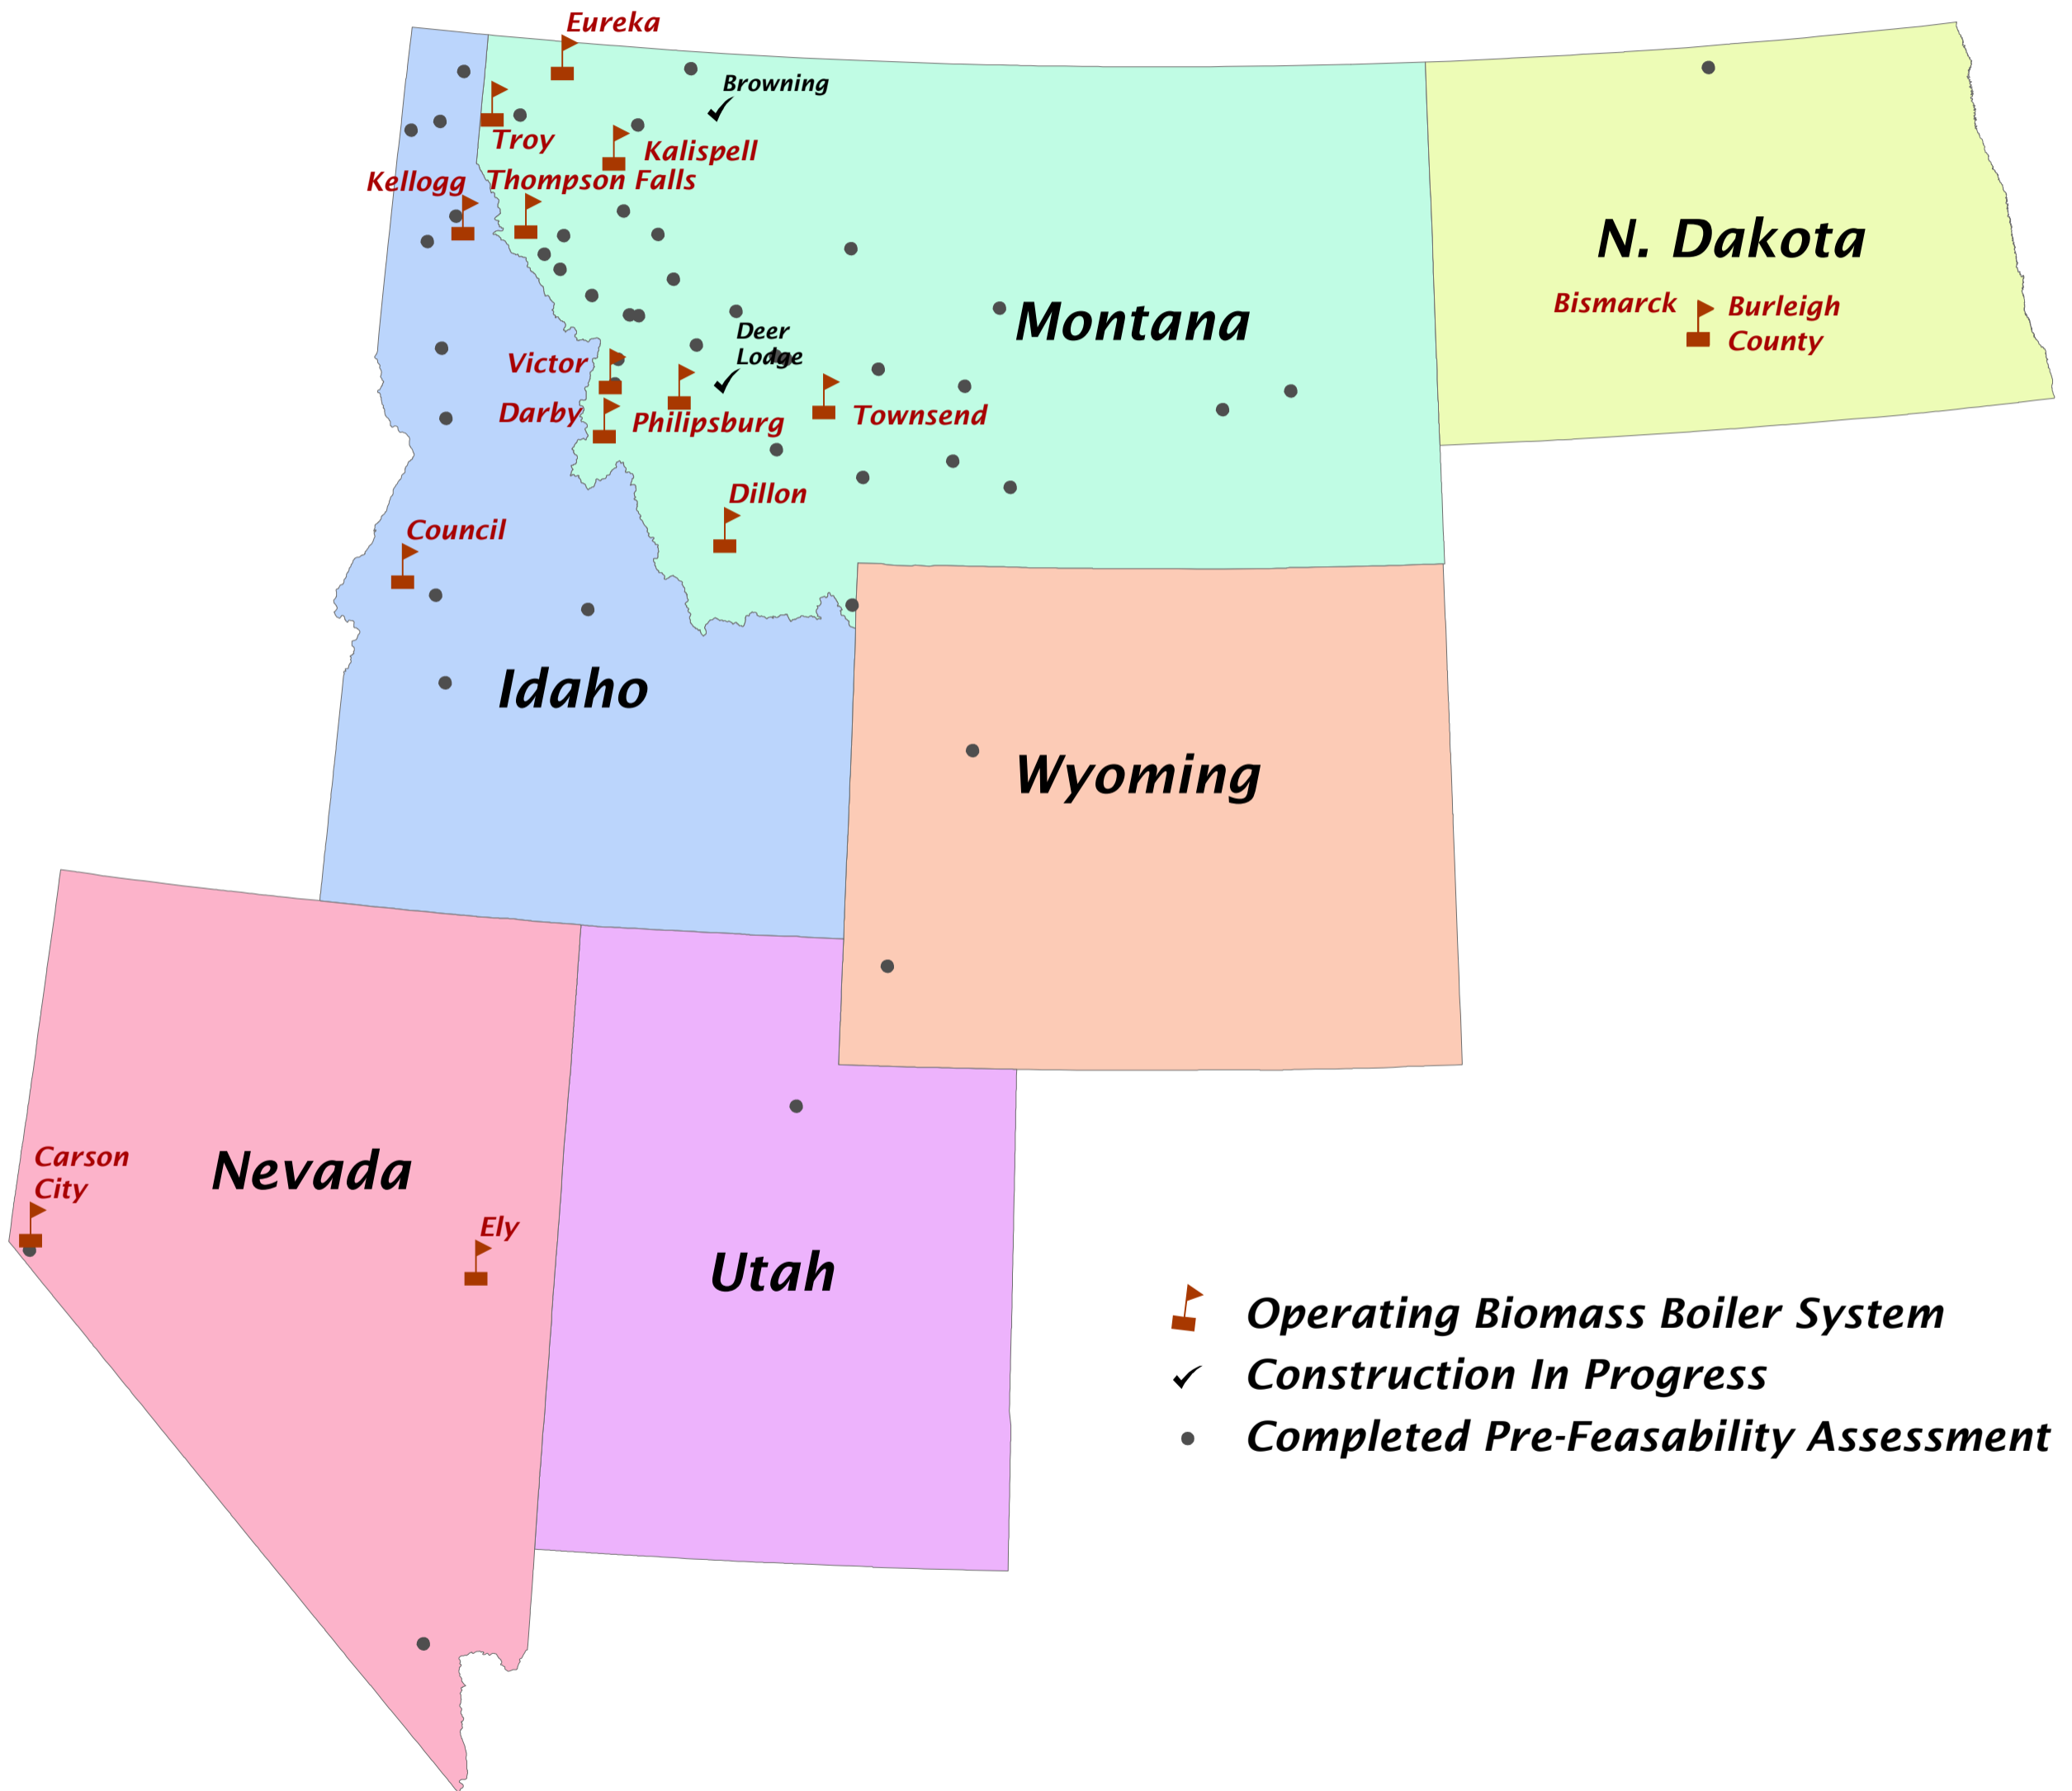 Eureka
Browning
Troy
Kalispell
Kellogg
Thompson Falls
N. Dakota
Bismarck
Burleigh
County
Montana
Deer
Lodge
Victor
Darby
Philipsburg
Townsend
Dillon
Council
Idaho
Wyoming
Carson
City
Nevada
Ely
Utah
Operating Biomass Boiler System
Construction In Progress
Completed Pre-Feasability Assessment